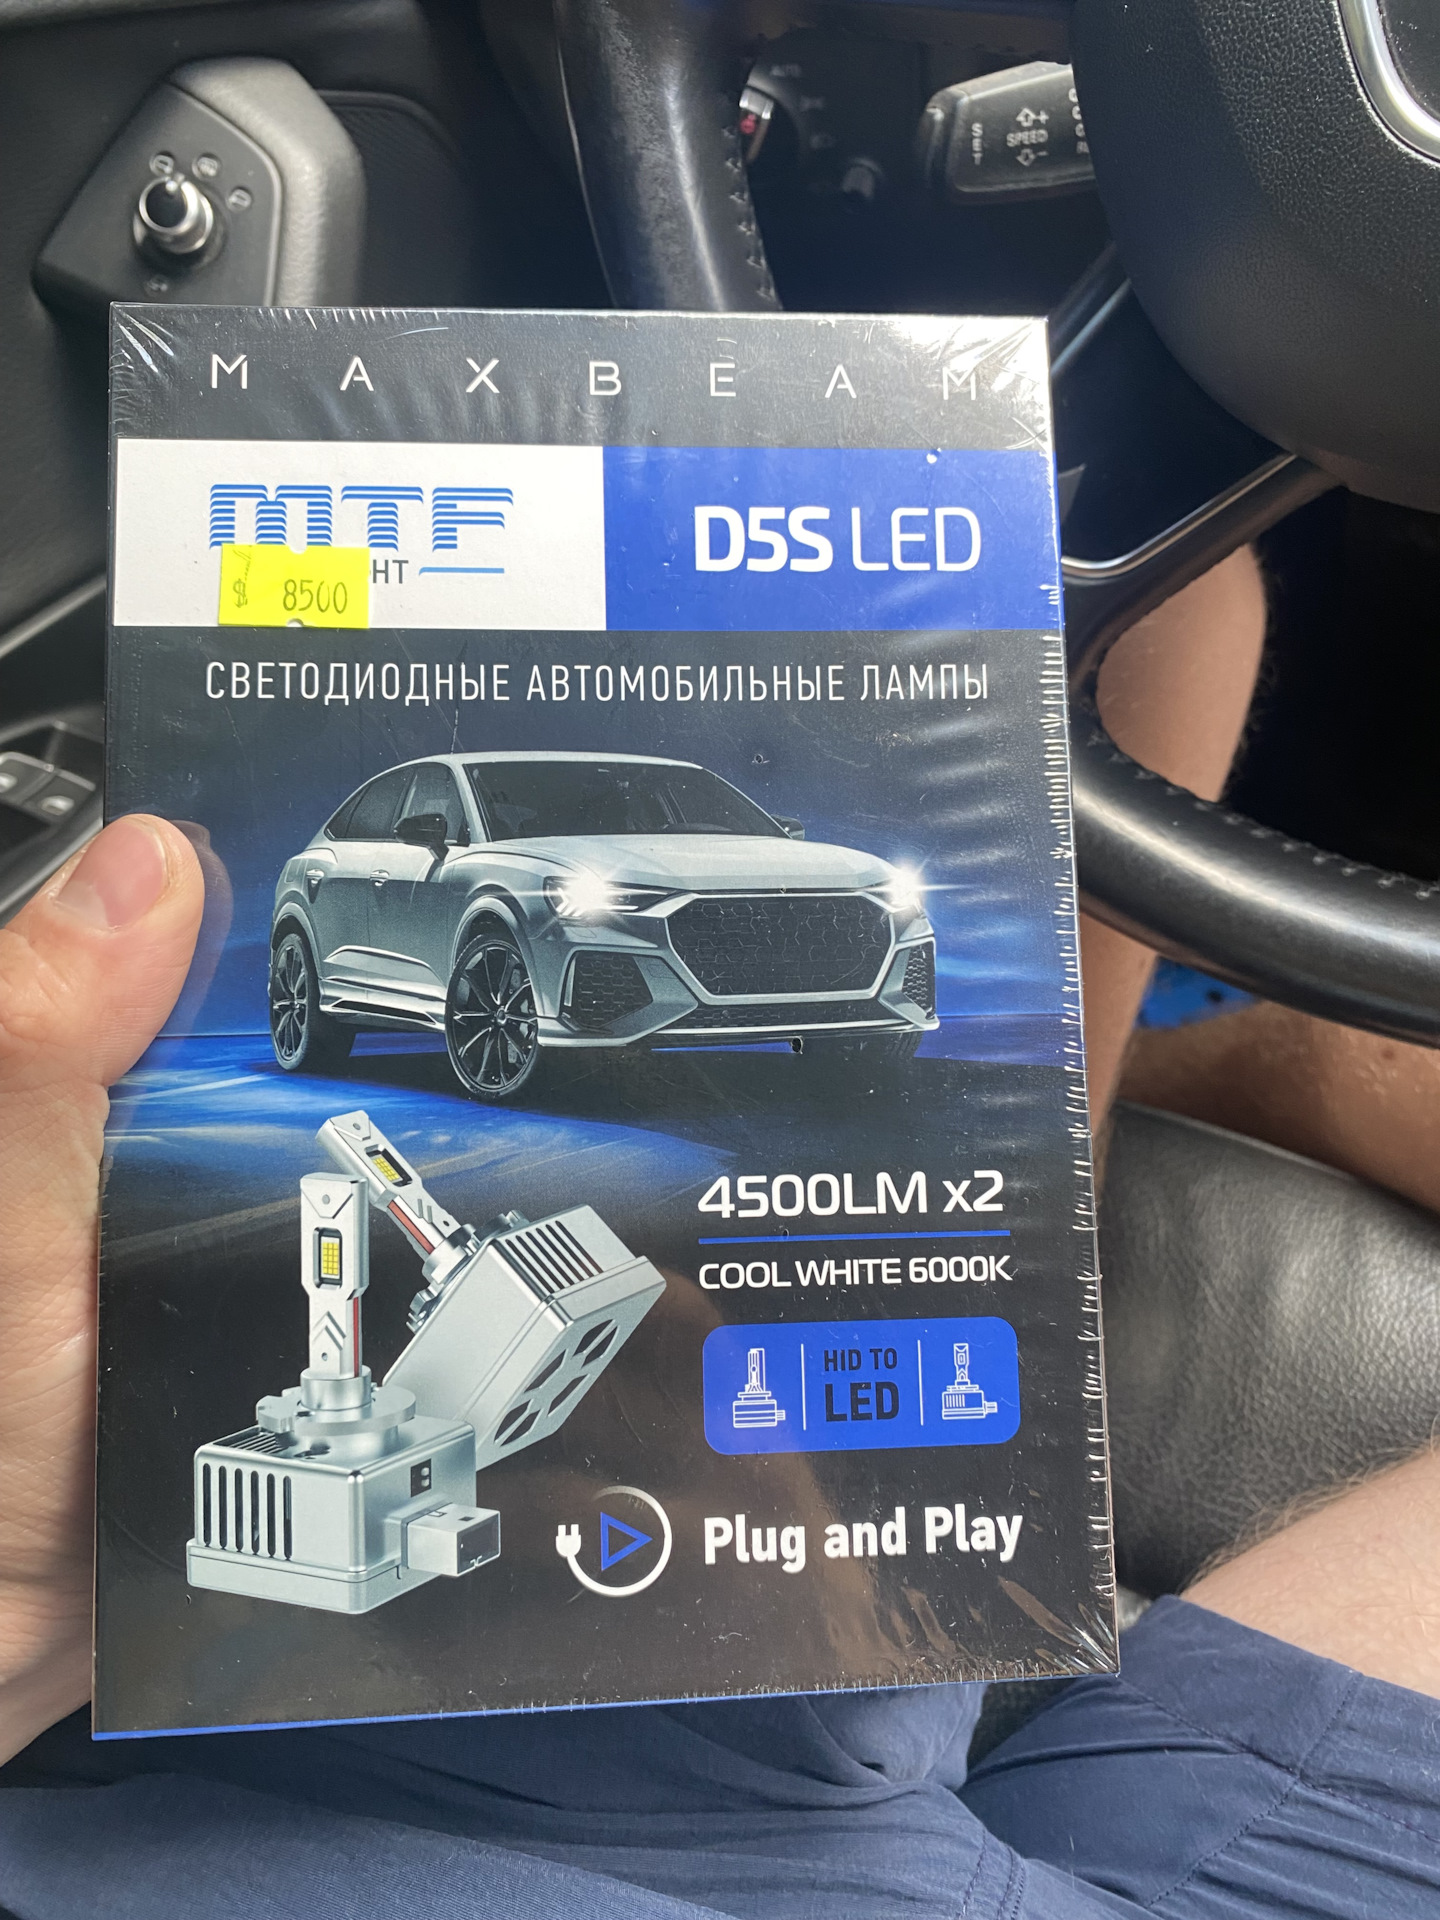 SET
SPEED
+
-
MAXBEAM
MTF
HT
8500
D5S LED
СВЕТОДИОДНЫЕ АВТОМОБИЛЬНЫЕ ЛАМПЫ
4500LM x2
COOL WHITE 6000K
HID TO
LED
Plug and Play